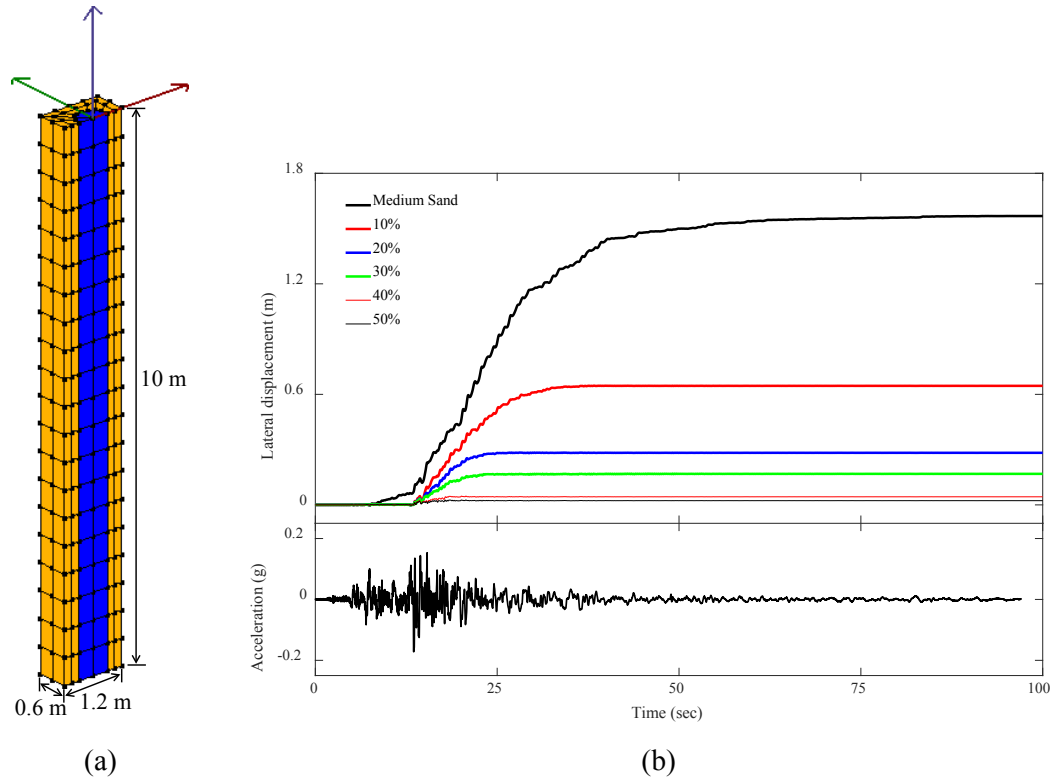 10 m
0.6 m
1.2 m
(a)
1.8
1.2
0.6
0
Lateral displacement (m)
Medium Sand
10%
20%
30%
40%
50%
0.2
0
-0.2
Acceleration (g)
0
25
50
75
100
Time (sec)
(b)